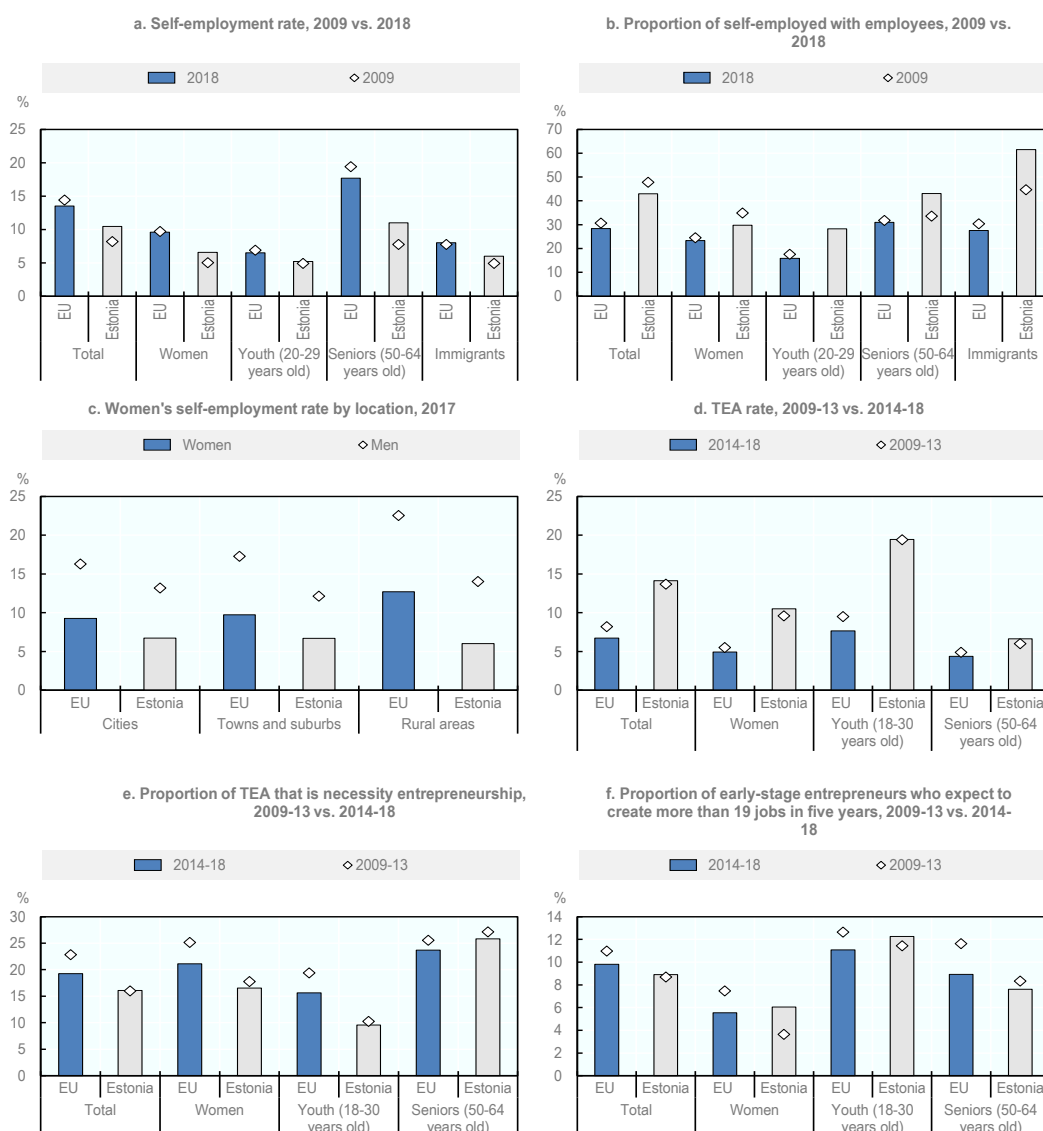 a. Self-employment rate, 2009 vs. 2018
2018 2009
%
25
20
15
10
5
0
EU Estonia EU Estonia EU Estonia EU Estonia EU Estonia
Total Women Youth (20-29 Seniors (50-64 Immigrants
years old) years old)
b. Proportion of self-employed with employees, 2009 vs.
2018
2018 2009
%
70
60
50
40
30
20
10
0
EU Estonia EU Estonia EU Estonia EU Estonia EU Estonia
Total Women Youth (20-29 Seniors (50-64 Immigrants
years old) years old)
c. Women's self-employment rate by location, 2017
Women Men
%
25
20
15
10
5
0
EU Estonia EU Estonia EU Estonia
Cities Towns and suburbs Rural areas
d. TEA rate, 2009-13 vs. 2014-18
2014-18 2009-13
%
25
20
15
10
5
0
EU Estonia EU Estonia EU Estonia EU Estonia
Total Women Youth (18-30 Seniors (50-64
years old) years old)
e. Proportion of TEA that is necessity entrepreneurship,
2009-13 vs. 2014-18
2014-18 2009-13
%
30
25
20
15
10
5
0
EU Estonia EU Estonia EU Estonia EU Estonia
Total Women Youth (18-30 Seniors (50-64
years old) years old)
f. Proportion of early-stage entrepreneurs who expect to
create more than 19 jobs in five years, 2009-13 vs. 2014-
18
2014-18 2009-13
%
14
12
10
8
6
4
2
0
EU Estonia EU Estonia EU Estonia EU Estonia
Total Women Youth (18-30 Seniors (50-64
years old) years old)